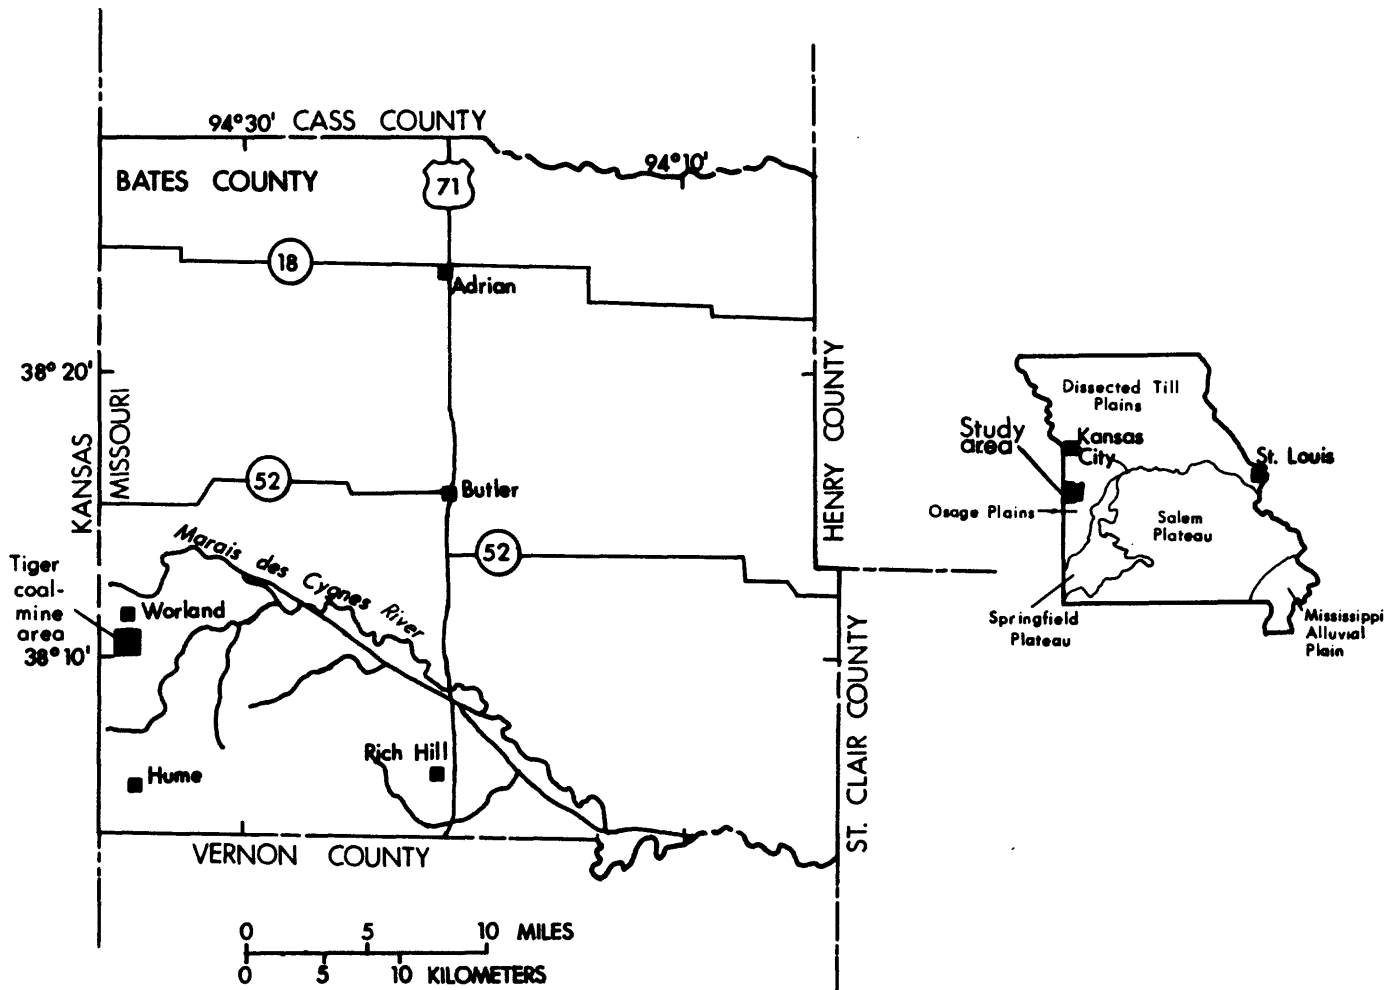 94°30' CASS COUNTY
94°10'
BATES COUNTY
71
18
Adrian
38° 20'
KANSAS
MISSOURI
HENRY COUNTY
52
Butler
52
Marais des Cygnes River
Tiger
coal-
mine
area
Worland
38° 10'
Rich Hill
Hume
ST. CLAIR COUNTY
VERNON COUNTY
0 5 10 MILES
0 5 10 KILOMETERS
Dissected Till
Plains
Study
area
Kansas
City
St. Louis
Osage Plains
Salem
Plateau
Springfield
Plateau
Mississippi
Alluvial
Plain